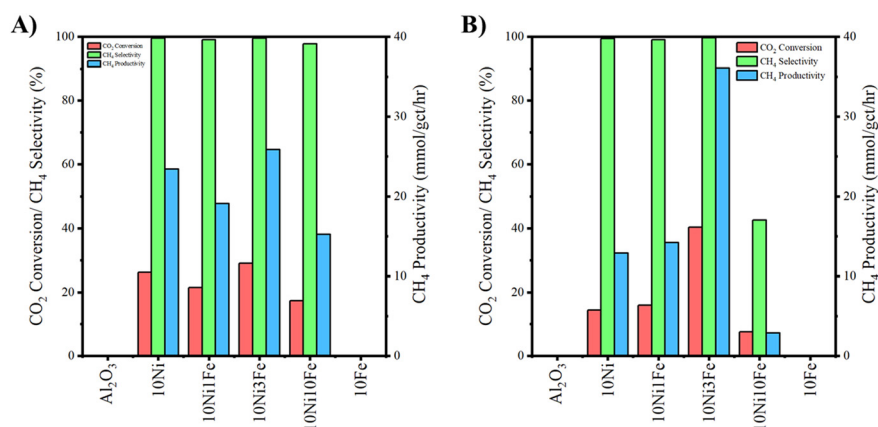 A)
CO₂ Conversion/ CH₄ Selectivity (%)
100
80
60
40
20
0
CO₂ Conversion
CH₄ Selectivity
CH₄ Productivity
40
30
20
10
0
CH₄ Productivity (mmol/gct/hr)
Al₂O₃
10Ni
10Ni1Fe
10Ni3Fe
10Ni10Fe
10Fe
B)
CO₂ Conversion/ CH₄ Selectivity (%)
100
80
60
40
20
0
CO₂ Conversion
CH₄ Selectivity
CH₄ Productivity
40
30
20
10
0
CH₄ Productivity (mmol/gct/hr)
Al₂O₃
10Ni
10Ni1Fe
10Ni3Fe
10Ni10Fe
10Fe